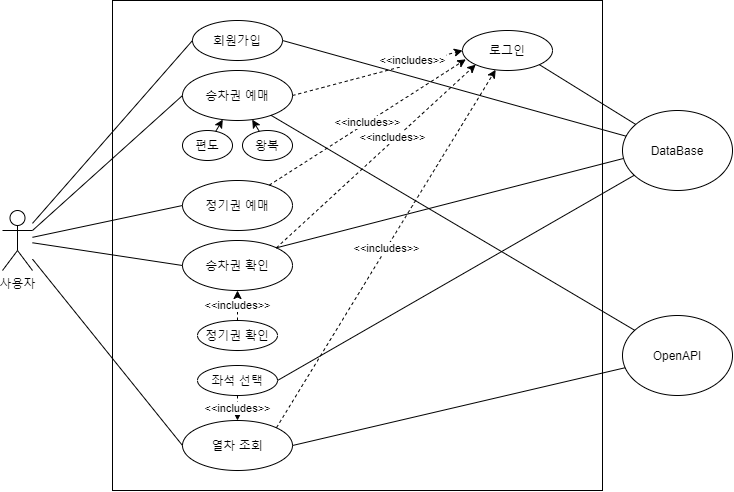 회원가입
로그인
<<includes>>
승차권 예매
<<includes>>
<<includes>>
편도
왕복
DataBase
정기권 예매
<<includes>>
승차권 확인
사용자
<<includes>>
정기권 확인
OpenAPI
좌석 선택
<<includes>>
열차 조회